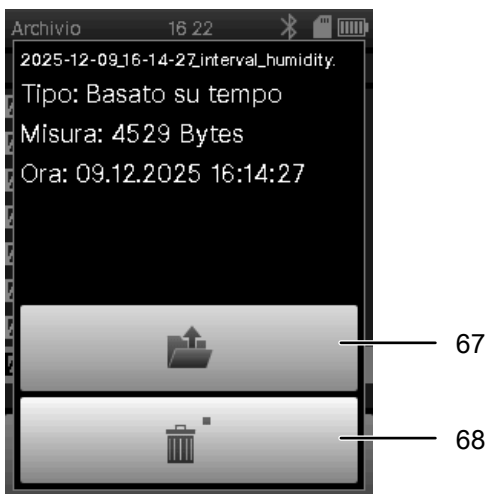 Archivio 16 22
2025-12-09_16-14-27_interval_humidity.
Tipo: Basato su tempo
Misura: 4529 Bytes
Ora: 09.12.2025 16:14:27
67
68